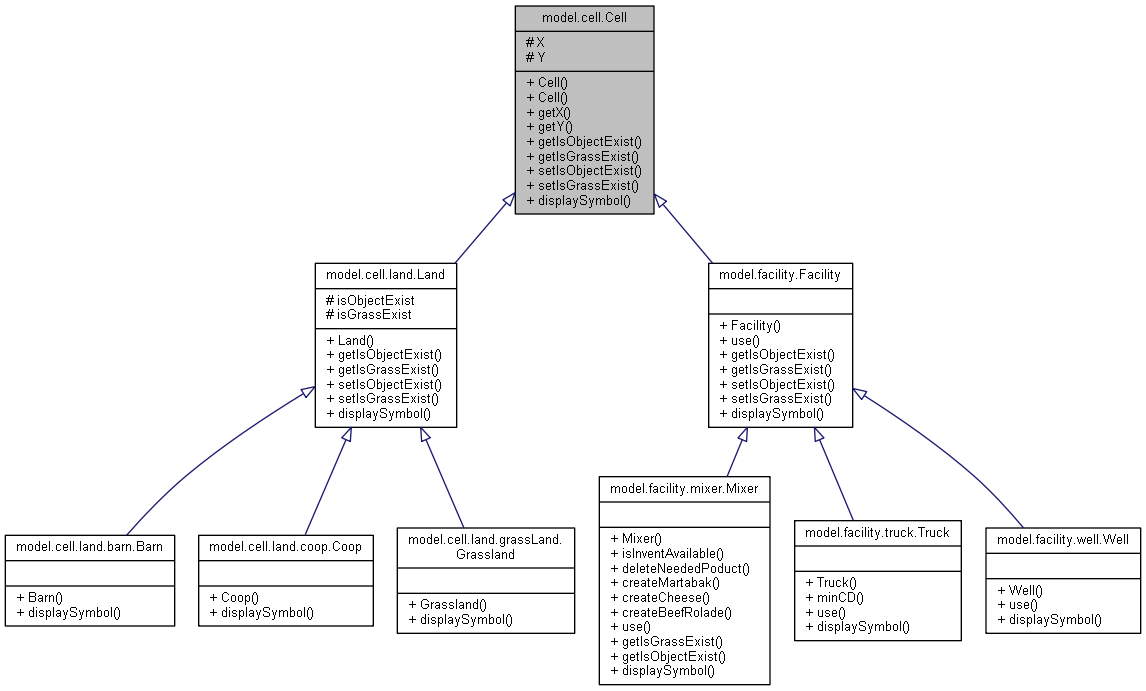 model.cell.Cell
# X
# Y
+ Cell()
+ Cell()
+ getX()
+ getY()
+ getIsObjectExist()
+ getIsGrassExist()
+ setIsObjectExist()
+ setIsGrassExist()
+ displaySymbol()
model.cell.land.Land
# isObjectExist
# isGrassExist
+ Land()
+ getIsObjectExist()
+ getIsGrassExist()
+ setIsObjectExist()
+ setIsGrassExist()
+ displaySymbol()
model.facility.Facility
+ Facility()
+ use()
+ getIsObjectExist()
+ getIsGrassExist()
+ setIsObjectExist()
+ setIsGrassExist()
+ displaySymbol()
model.cell.land.barn.Barn
+ Barn()
+ displaySymbol()
model.cell.land.coop.Coop
+ Coop()
+ displaySymbol()
model.cell.land.grassLand.
Grassland
+ Grassland()
+ displaySymbol()
model.facility.mixer.Mixer
+ Mixer()
+ isInventAvailable()
+ deleteNeededPoduct()
+ createMartabak()
+ createCheese()
+ createBeefRolade()
+ use()
+ getIsGrassExist()
+ getIsObjectExist()
+ displaySymbol()
model.facility.truck.Truck
+ Truck()
+ minCD()
+ use()
+ displaySymbol()
model.facility.well.Well
+ Well()
+ use()
+ displaySymbol()